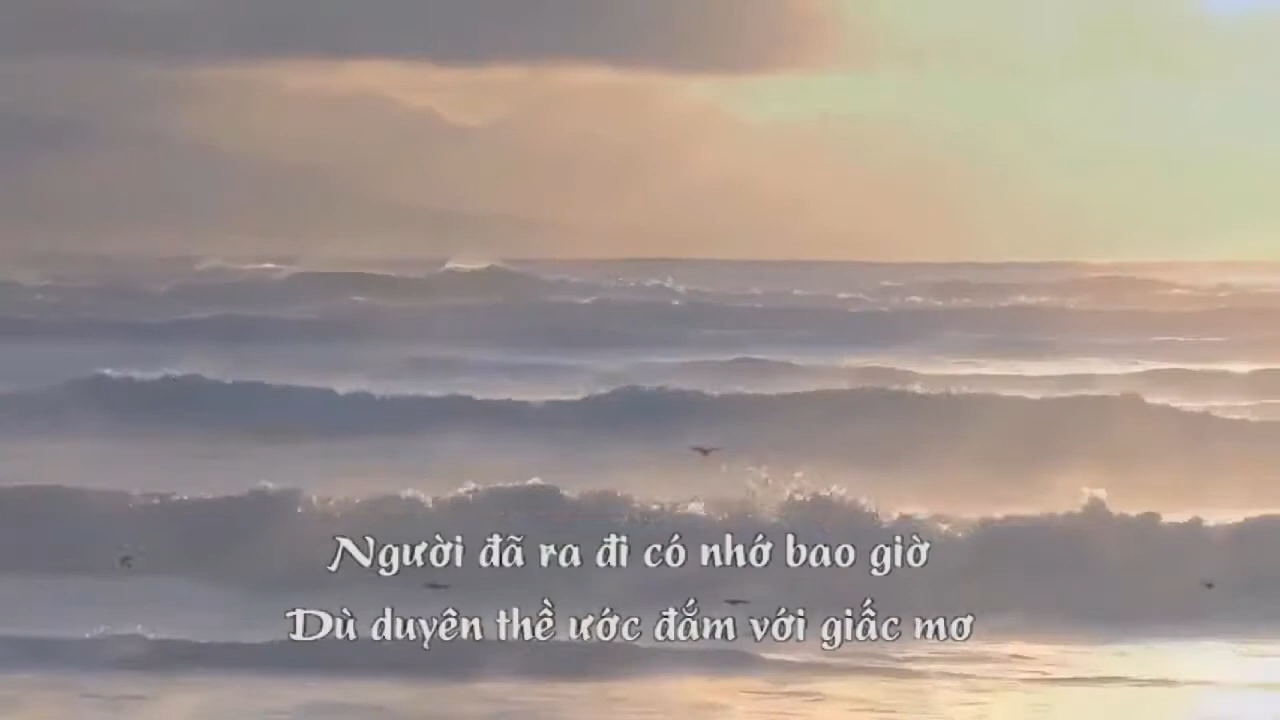 Người đã ra đi có nhớ bao giờ
Dù duyên thề ước đắm với giấc mơ